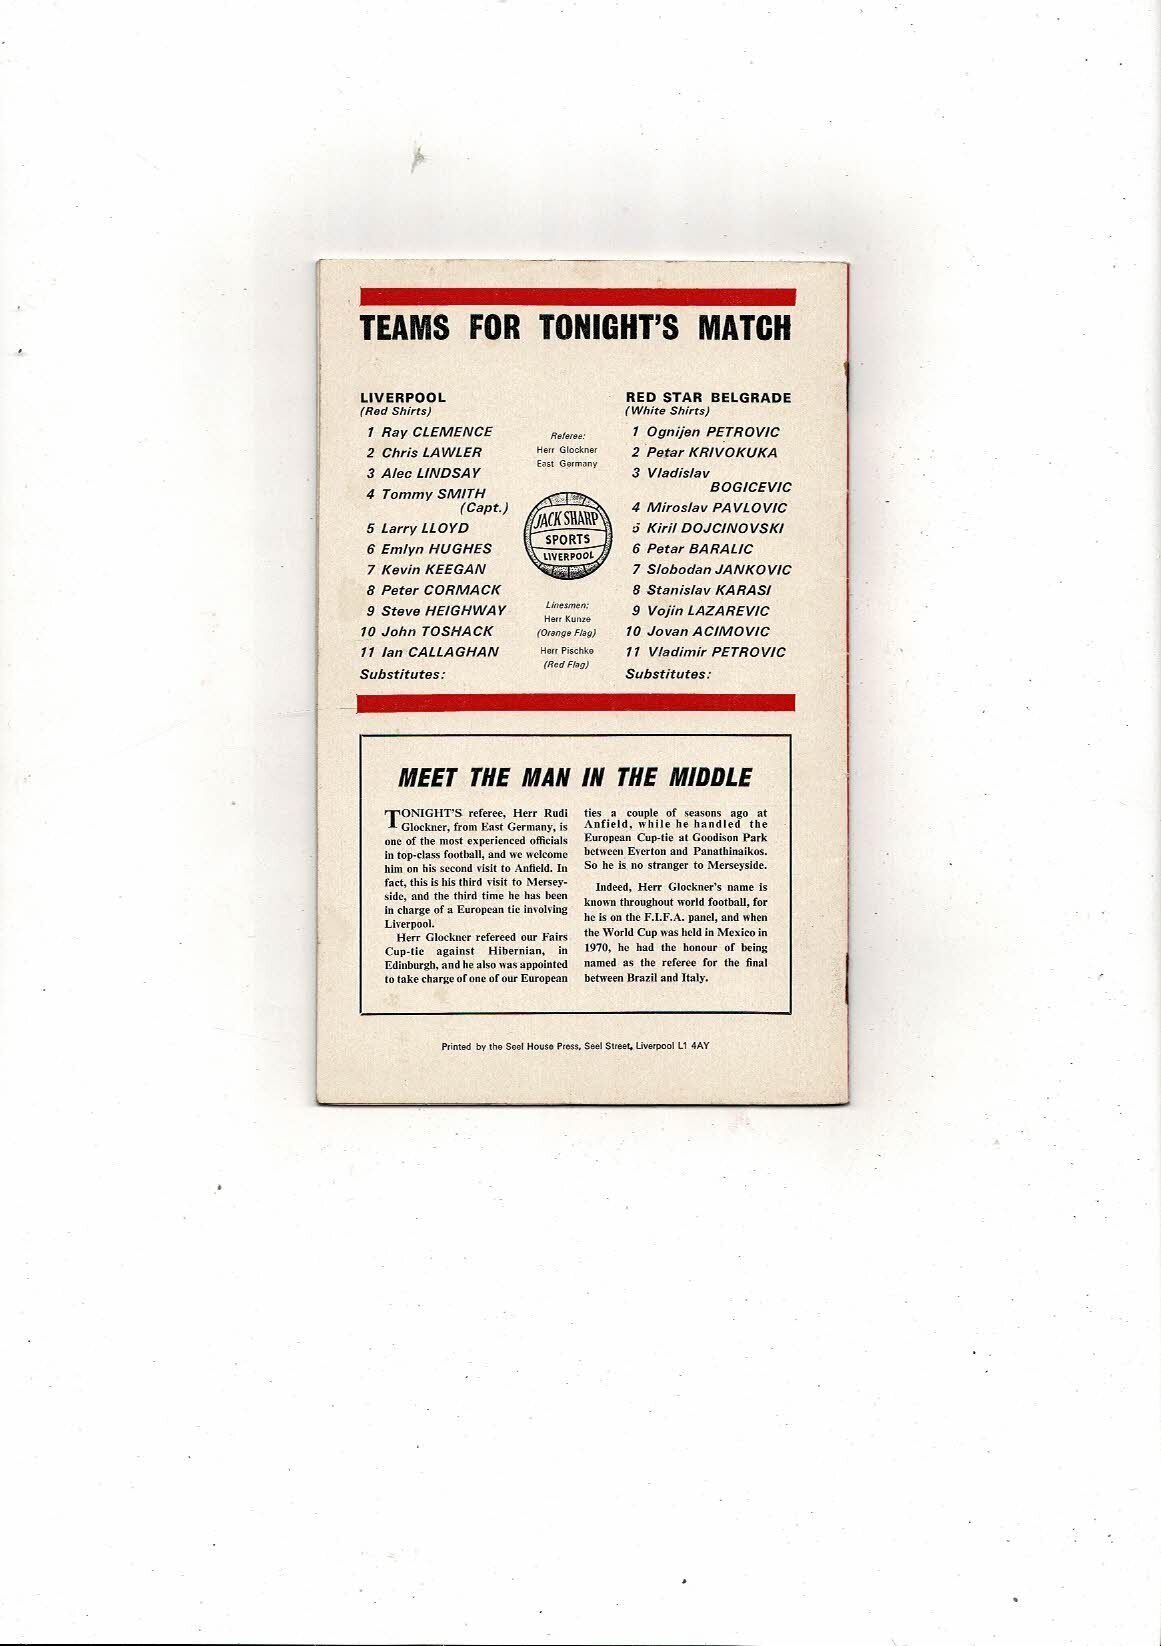 TEAMS FOR TONIGHT'S MATCH
LIVERPOOL
(Red Shirts)
1 Ray CLEMENCE
2 Chris LAWLER
3 Alec LINDSAY
4 Tommy SMITH
(Capt.)
5 Larry LLOYD
6 Emlyn HUGHES
7 Kevin KEEGAN
8 Peter CORMACK
9 Steve HEIGHWAY
10 John TOSHACK
11 Ian CALLAGHAN
Substitutes:
Referee:
Herr Glockner
East Germany
JACK SHARP
SPORTS
LIVERPOOL
Linesmen:
Herr Kunze
(Orange Flag)
Herr Pischke
(Red Flag)
RED STAR BELGRADE
(White Shirts)
1 Ognijen PETROVIC
2 Petar KRIVOKUKA
3 Vladislav
BOGICEVIC
4 Miroslav PAVLOVIC
5 Kiril DOJCINOVSKI
6 Petar BARALIC
7 Slobodan JANKOVIC
8 Stanislav KARASI
9 Vojin LAZAREVIC
10 Jovan ACIMOVIC
11 Vladimir PETROVIC
Substitutes:
MEET THE MAN IN THE MIDDLE
TONIGHT'S referee, Herr Rudi
Glockner, from East Germany, is
one of the most experienced officials
in top-class football, and we welcome
him on his second visit to Anfield. In
fact, this is his third visit to Mersey-
side, and the third time he has been
in charge of a European tie involving
Liverpool.
Herr Glockner refereed our Fairs
Cup-tie against Hibernian, in
Edinburgh, and he also was appointed
to take charge of one of our European
ties a couple of seasons ago at
Anfield, while he handled the
European Cup-tie at Goodison Park
between Everton and Panathinaikos.
So he is no stranger to Merseyside.
Indeed, Herr Glockner's name is
known throughout world football, for
he is on the F.I.F.A. panel, and when
the World Cup was held in Mexico in
1970, he had the honour of being
named as the referee for the final
between Brazil and Italy.
Printed by the Seel House Press, Seel Street, Liverpool L1 4AY